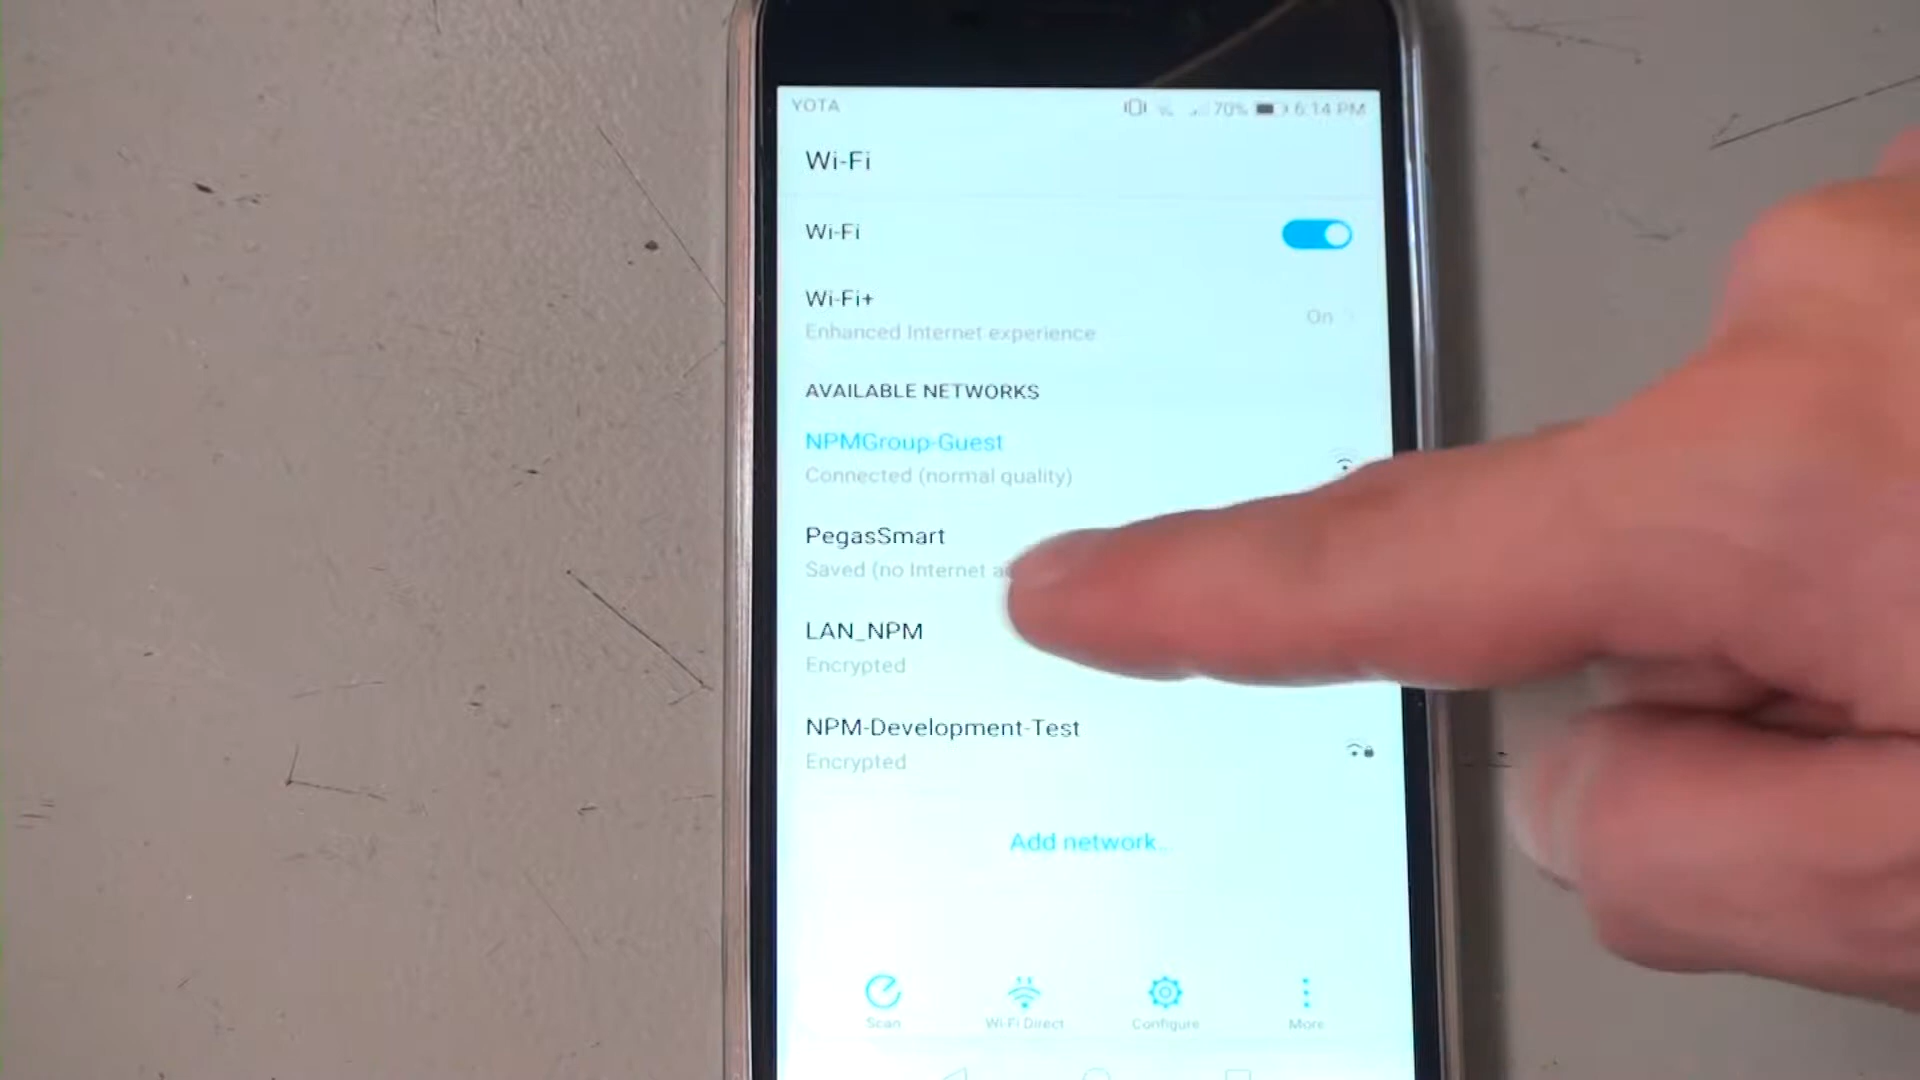 YOTA 70% 6:14 PM
Wi-Fi
Wi-Fi
Wi-Fi+
On
Enhanced Internet experience
AVAILABLE NETWORKS
NPMGroup-Guest
Connected (normal quality)
PegasSmart
Saved (no Internet
LAN_NPM
Encrypted
NPM-Development-Test
Encrypted
Add network...
Scan Wi-Fi Direct Configure More